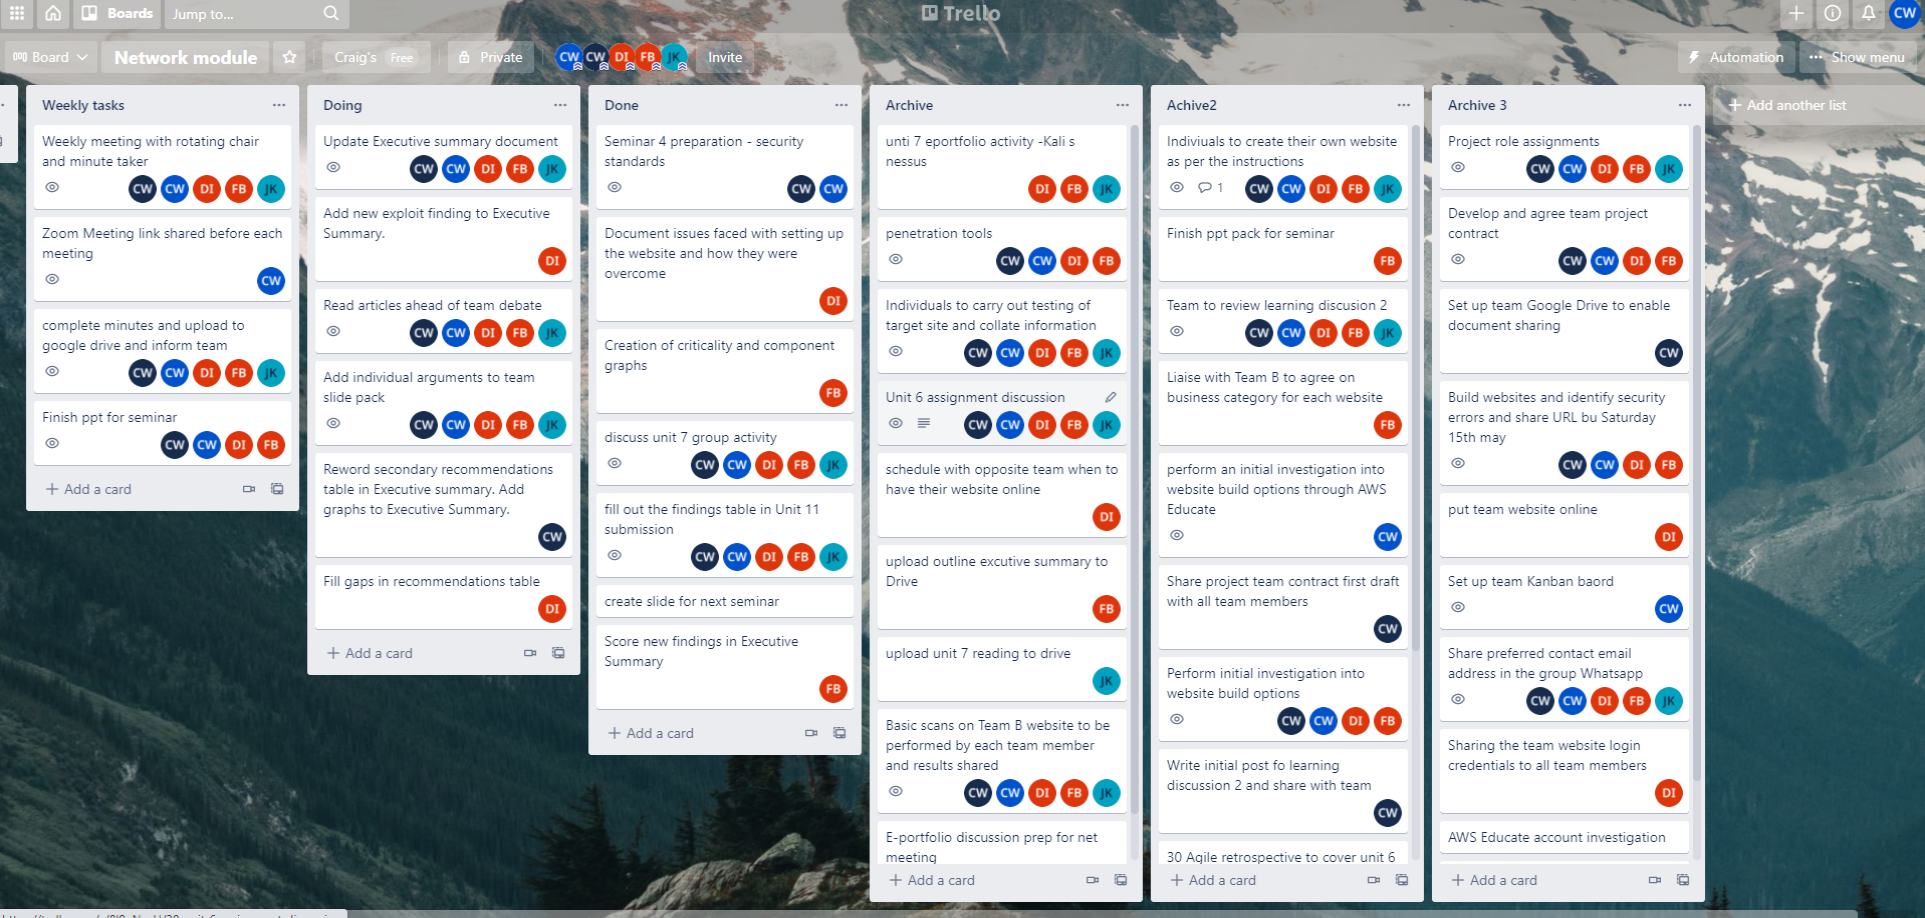 Boards
Jump to...
Trello
CW
Board
Network module
Craig's Free
Private
CW CW DI FB JK
Invite
Automation
Show menu
Weekly tasks
Weekly meeting with rotating chair
and minute taker
CW CW DI FB JK
Zoom Meeting link shared before each
meeting
CW
complete minutes and upload to
google drive and inform team
CW CW DI FB JK
Finish ppt for seminar
CW CW DI FB
+ Add a card
Doing
Update Executive summary document
CW CW DI FB JK
Add new exploit finding to Executive
Summary.
DI
Read articles ahead of team debate
CW CW DI FB JK
Add individual arguments to team
slide pack
CW CW DI FB JK
Reword secondary recommendations
table in Executive summary. Add
graphs to Executive Summary.
CW
Fill gaps in recommendations table
DI
+ Add a card
Done
Seminar 4 preparation - security
standards
CW CW
Document issues faced with setting up
the website and how they were
overcome
DI
Creation of criticality and component
graphs
FB
discuss unit 7 group activity
CW CW DI FB JK
fill out the findings table in Unit 11
submission
CW CW DI FB JK
create slide for next seminar
Score new findings in Executive
Summary
FB
+ Add a card
Archive
unti 7 eportfolio activity -Kali s
nessus
DI FB JK
penetration tools
CW CW DI FB
Individuals to carry out testing of
target site and collate information
CW CW DI FB JK
Unit 6 assignment discussion
CW CW DI FB JK
schedule with opposite team when to
have their website online
DI
upload outline excutive summary to
Drive
FB
upload unit 7 reading to drive
JK
Basic scans on Team B website to be
performed by each team member
and results shared
CW CW DI FB JK
E-portfolio discussion prep for net
meeting
+ Add a card
Achive2
Indiviuals to create their own website
as per the instructions
1 CW CW DI FB JK
Finish ppt pack for seminar
FB
Team to review learning discusion 2
CW CW DI FB JK
Liaise with Team B to agree on
business category for each website
FB
perform an initial investigation into
website build options through AWS
Educate
CW
Share project team contract first draft
with all team members
CW
Perform initial investigation into
website build options
CW CW DI FB
Write initial post fo learning
discussion 2 and share with team
CW
30 Agile retrospective to cover unit 6
+ Add a card
Archive 3
Project role assignments
CW CW DI FB JK
Develop and agree team project
contract
CW CW DI FB
Set up team Google Drive to enable
document sharing
CW
Build websites and identify security
errors and share URL bu Saturday
15th may
CW CW DI FB
put team website online
DI
Set up team Kanban baord
CW
Share preferred contact email
address in the group Whatsapp
CW CW DI FB JK
Sharing the team website login
credentials to all team members
DI
AWS Educate account investigation
+ Add a card
+ Add another list